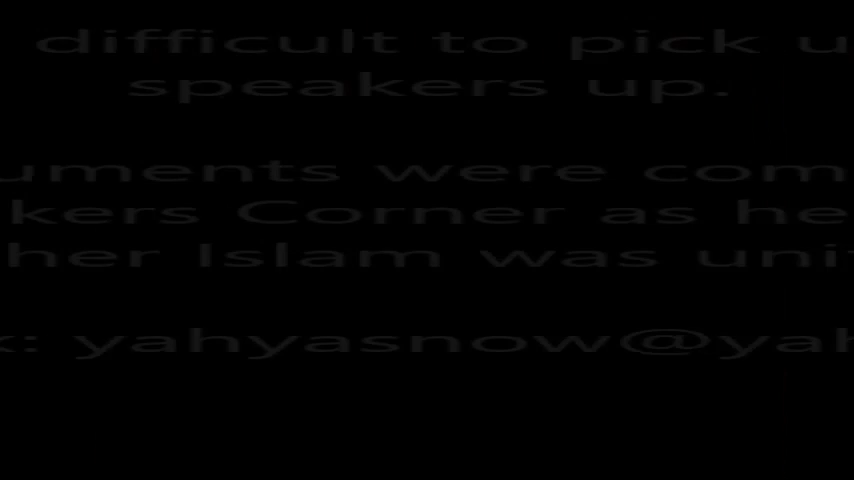 difficult to pick u
speakers up.
uments were com
kers Corner as he
her Islam was uni
: yahyasnow@yah